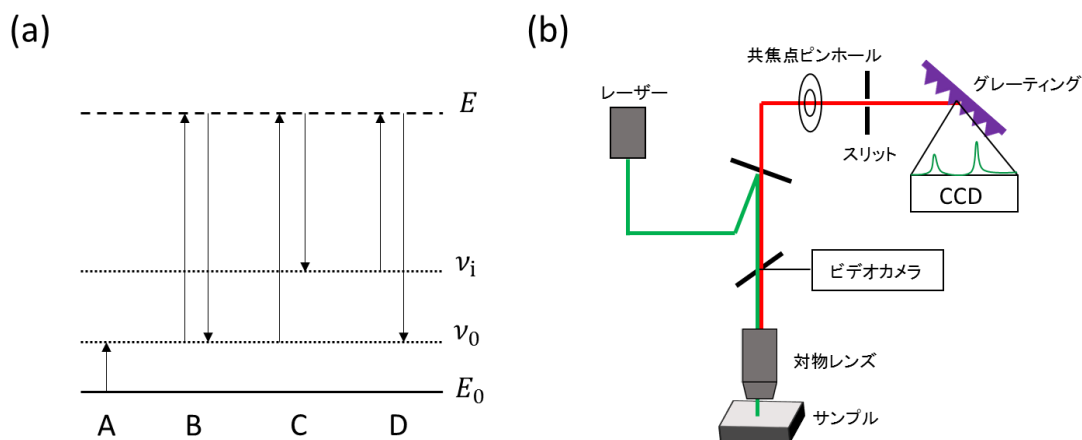 (a)
E
νi
ν0
E0
A B C D
(b)
共焦点ピンホール
グレーティング
レーザー
スリット
CCD
ビデオカメラ
対物レンズ
サンプル